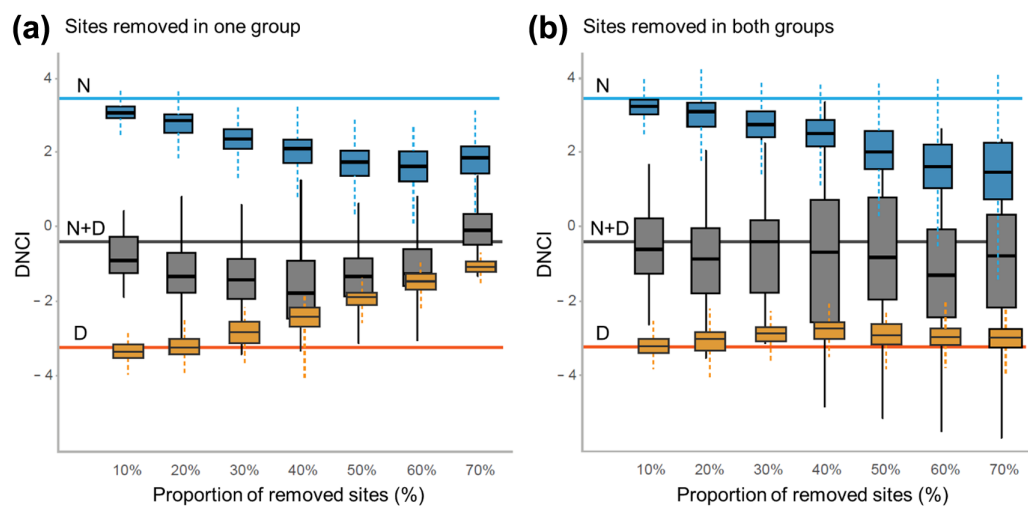 (a) Sites removed in one group
4
2
0
− 2
− 4
DNCI
N
N+D
D
10% 20% 30% 40% 50% 60% 70%
Proportion of removed sites (%)
(b) Sites removed in both groups
4
2
0
− 2
− 4
DNCI
N
N+D
D
10% 20% 30% 40% 50% 60% 70%
Proportion of removed sites (%)